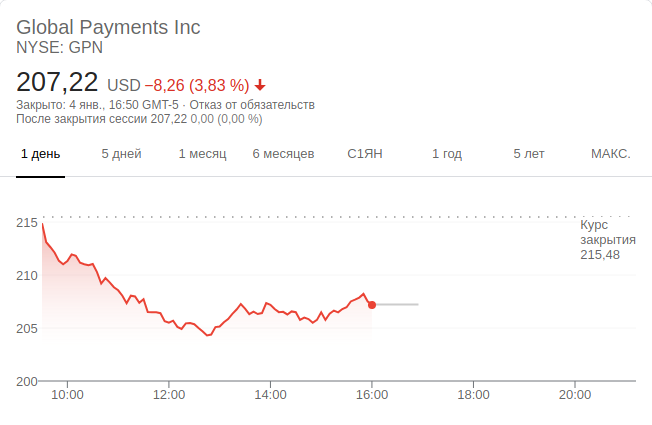 Global Payments Inc
NYSE: GPN
207,22 USD −8,26 (3,83 %)
Закрыто: 4 янв., 16:50 GMT-5 · Отказ от обязательств
После закрытия сессии 207,22 0,00 (0,00 %)
1 день 5 дней 1 месяц 6 месяцев С1ЯН 1 год 5 лет МАКС.
215
Курс
закрытия
215,48
210
205
200
10:00 12:00 14:00 16:00 18:00 20:00